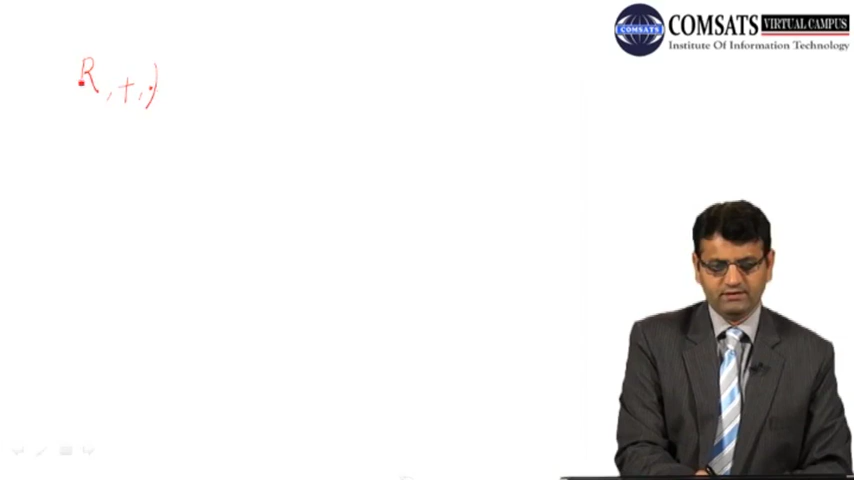 COMSATS VIRTUAL CAMPUS
COMSATS
Institute Of Information Technology
R, +, .)